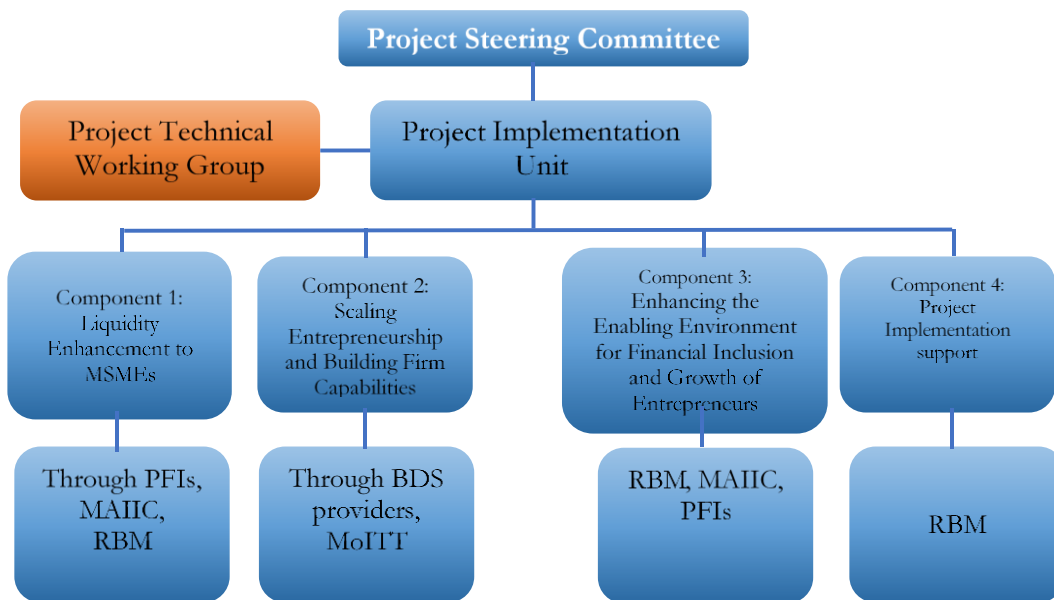 Project Steering Committee
Project Technical
Working Group
Project Implementation
Unit
Component 1:
Liquidity
Enhancement to
MSMEs
Component 2:
Scaling
Entrepreneurship
and Building Firm
Capabilities
Component 3:
Enhancing the
Enabling Environment
for Financial Inclusion
and Growth of
Entrepreneurs
Component 4:
Project
Implementation
support
Through PFIs,
MAIIC,
RBM
Through BDS
providers,
MoITT
RBM, MAIIC,
PFIs
RBM